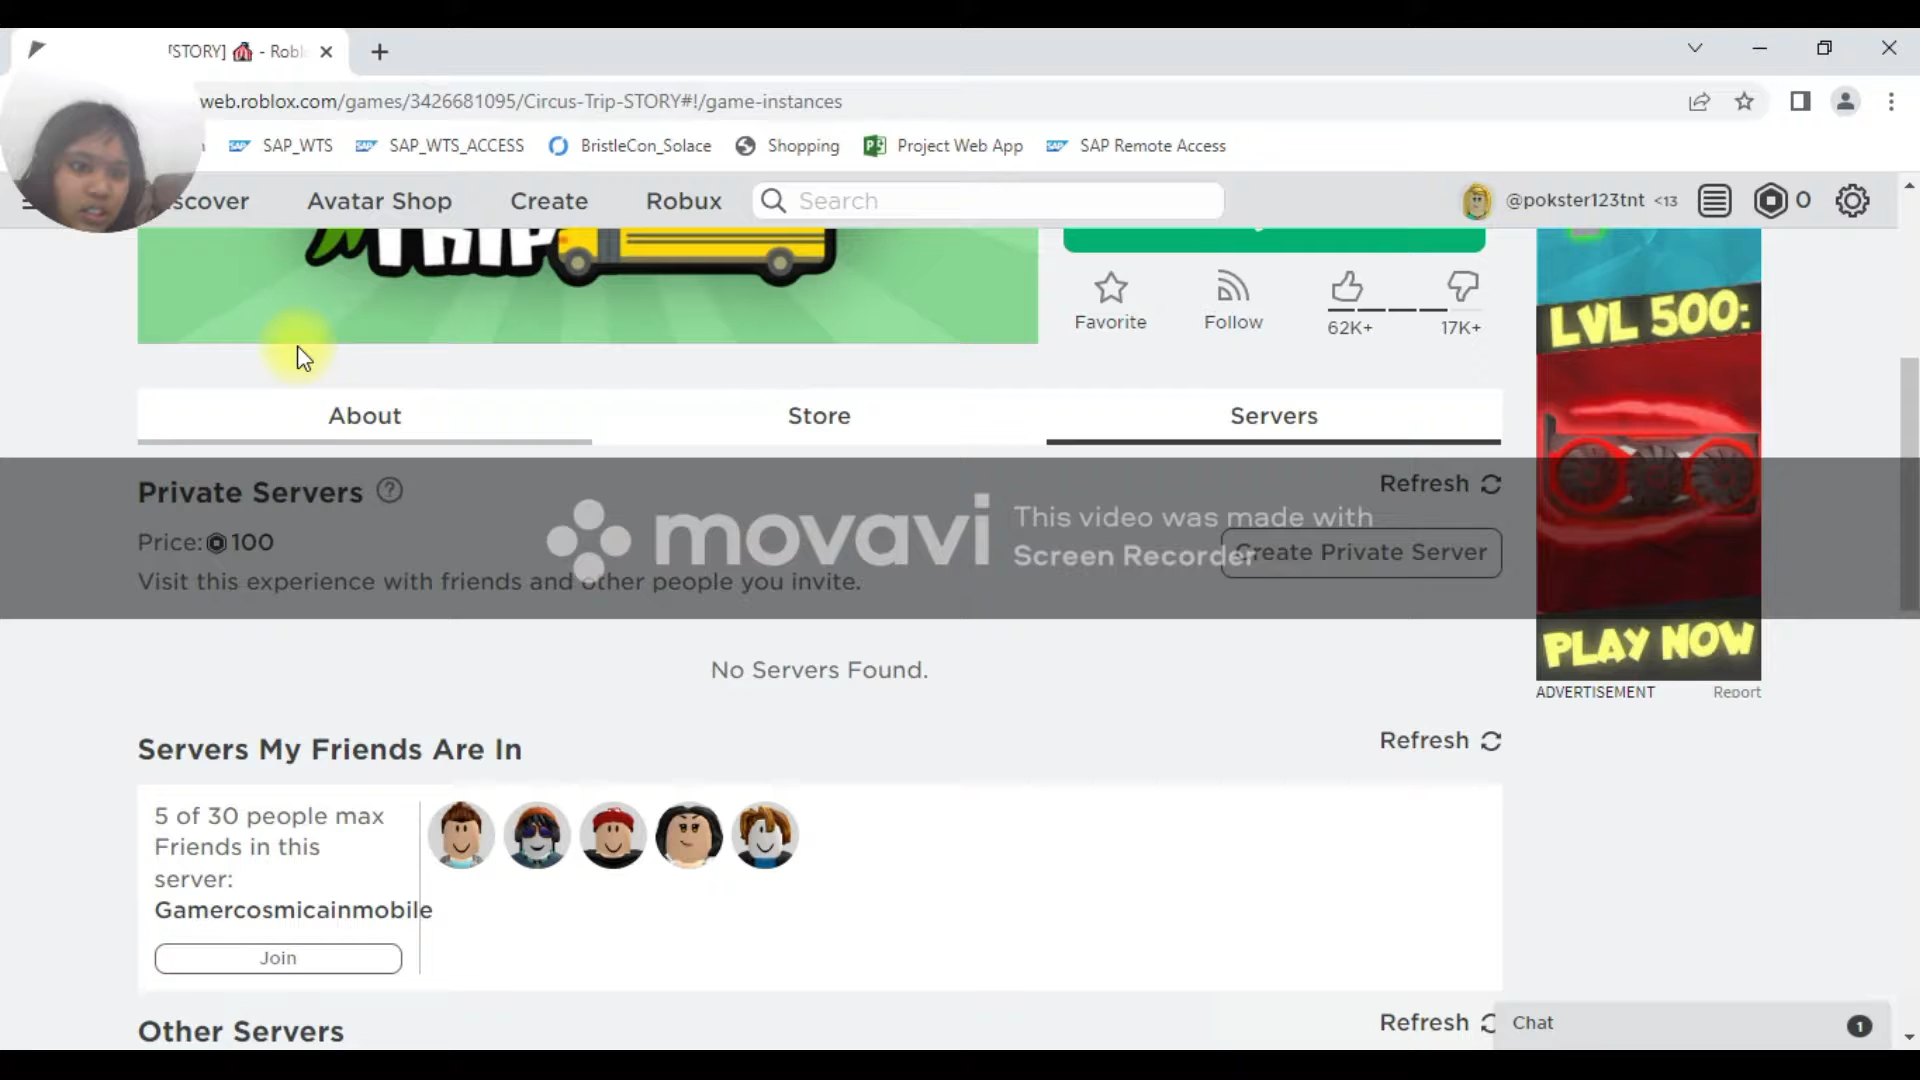 [STORY] 🎪 - Robl
web.roblox.com/games/3426681095/Circus-Trip-STORY#!/game-instances
SAP_WTS
SAP_WTS_ACCESS
BristleCon_Solace
Shopping
Project Web App
SAP Remote Access
scover
Avatar Shop
Create
Robux
Search
@pokster123tnt <13
0
TRIP
Favorite
Follow
62K+
17K+
LVL 500:
About
Store
Servers
Private Servers
Refresh
Price: 100
movavi
This video was made with
Screen Recorder
Create Private Server
Visit this experience with friends and other people you invite.
PLAY NOW
No Servers Found.
ADVERTISEMENT
Report
Servers My Friends Are In
Refresh
5 of 30 people max
Friends in this
server:
Gamercosmicainmobile
Join
Other Servers
Refresh
Chat
1